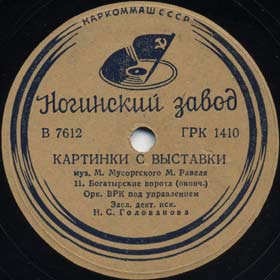 НАРКОММАШ СССР
Ногинский завод
В 7612 ГРК 1410
КАРТИНКИ С ВЫСТАВКИ
муз. М. Мусоргского М. Равеля
11. Богатырские ворота (оконч.)
Орк. ВРК под управлением
Засл. деят. иск.
Н. С. Голованова